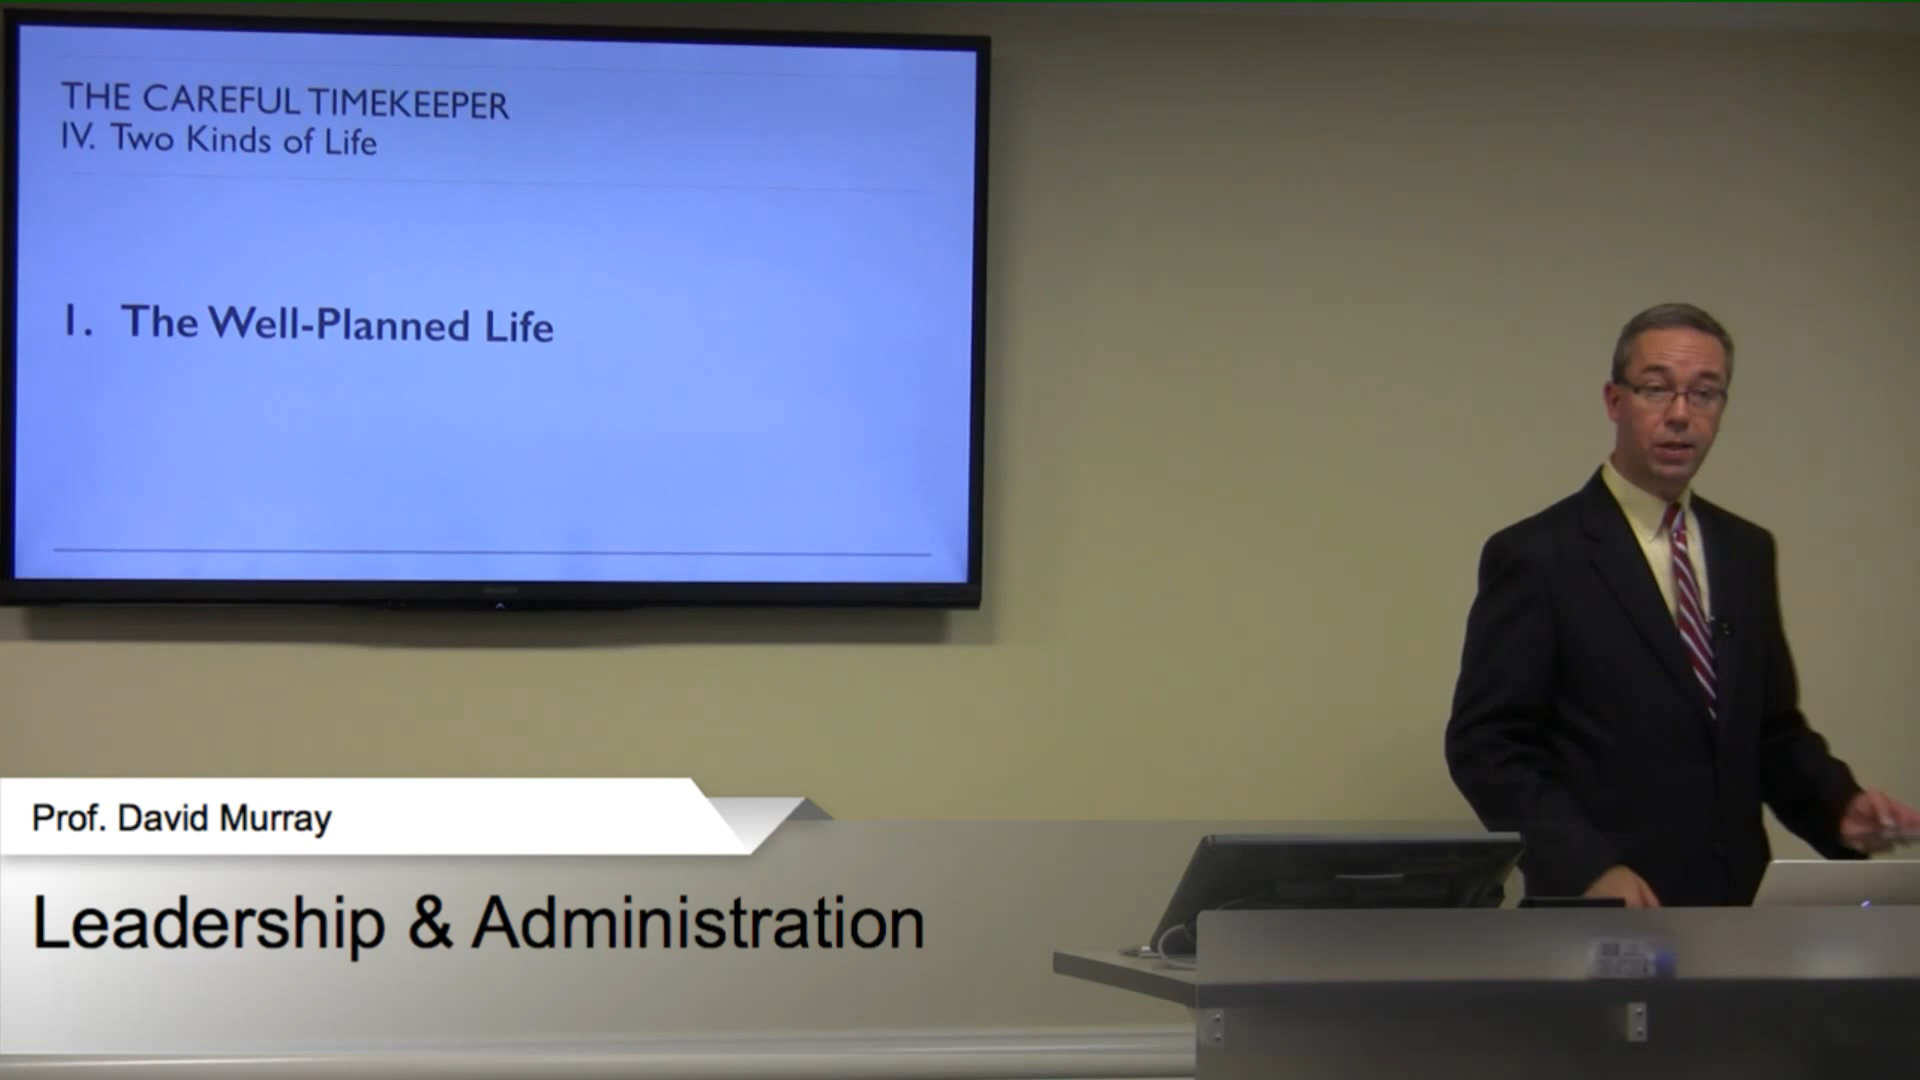 THE CAREFUL TIMEKEEPER
IV. Two Kinds of Life
1. The Well-Planned Life
Prof. David Murray
Leadership & Administration